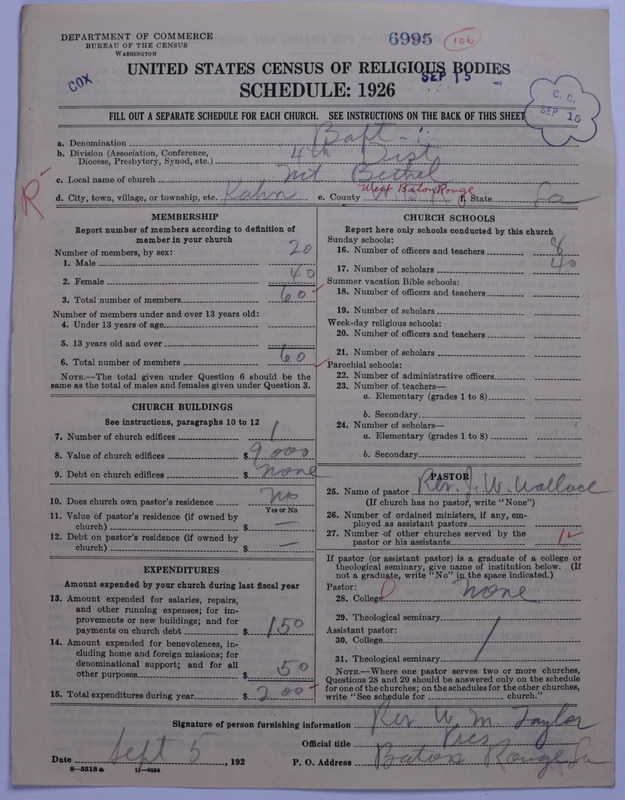 DEPARTMENT OF COMMERCE
BUREAU OF THE CENSUS
WASHINGTON
6995
106
COX
UNITED STATES CENSUS OF RELIGIOUS BODIES
SEP 15
SCHEDULE: 1926
C. C.
SEP 15
FILL OUT A SEPARATE SCHEDULE FOR EACH CHURCH. SEE INSTRUCTIONS ON THE BACK OF THIS SHEET
a. Denomination Bapt
b. Division (Association, Conference, Diocese, Presbytery, Synod, etc.) 4th Dist
c. Local name of church Mt Bethel
R
d. City, town, village, or township, etc. Kahn e. County West Baton Rouge f. State La
MEMBERSHIP
Report number of members according to definition of
member in your church
Number of members, by sex:
1. Male 20
2. Female 40
3. Total number of members 60
Number of members under and over 13 years old:
4. Under 13 years of age
5. 13 years old and over
6. Total number of members 60
NOTE.—The total given under Question 6 should be the
same as the total of males and females given under Question 3.
CHURCH BUILDINGS
See instructions, paragraphs 10 to 12
7. Number of church edifices 1
8. Value of church edifices $ 9000
9. Debt on church edifices $ none
10. Does church own pastor's residence No
Yes or No
11. Value of pastor's residence (if owned by
church) $ —
12. Debt on pastor's residence (if owned by
church) $ —
EXPENDITURES
Amount expended by your church during last fiscal year
13. Amount expended for salaries, repairs,
and other running expenses; for im-
provements or new buildings; and for
payments on church debt $ 150
14. Amount expended for benevolences, in-
cluding home and foreign missions; for
denominational support; and for all
other purposes $ 50
15. Total expenditures during year $ 200
CHURCH SCHOOLS
Report here only schools conducted by this church
Sunday schools:
16. Number of officers and teachers 8
17. Number of scholars 40
Summer vacation Bible schools:
18. Number of officers and teachers
19. Number of scholars
Week-day religious schools:
20. Number of officers and teachers
21. Number of scholars
Parochial schools:
22. Number of administrative officers
23. Number of teachers—
a. Elementary (grades 1 to 8)
b. Secondary
24. Number of scholars—
a. Elementary (grades 1 to 8)
b. Secondary
PASTOR
25. Name of pastor Rev. J. W. Wallace
(If church has no pastor, write "None")
26. Number of ordained ministers, if any, em-
ployed as assistant pastors
27. Number of other churches served by the
pastor or his assistants 1
If pastor (or assistant pastor) is a graduate of a college or
theological seminary, give name of institution below. (If
not a graduate, write "No" in the space indicated.)
Pastor:
28. College none
29. Theological seminary
Assistant pastor:
30. College
31. Theological seminary
NOTE.—Where one pastor serves two or more churches,
Questions 28 and 29 should be answered only on the schedule
for one of the churches; on the schedules for the other churches,
write "See schedule for church."
Signature of person furnishing information Rev W. M. Taylor
Official title Pres
Date Sept 5, 192 P. O. Address Baton Rouge La
8—5518a 11—9064